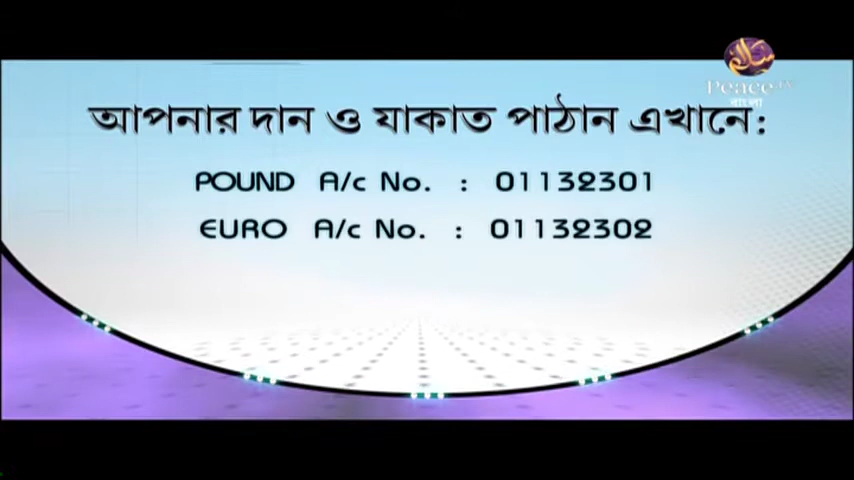 Peace TV
বাংলা
আপনার দান ও যাকাত পাঠান এখানে:
POUND A/c No. : 01132301
EURO A/c No. : 01132302